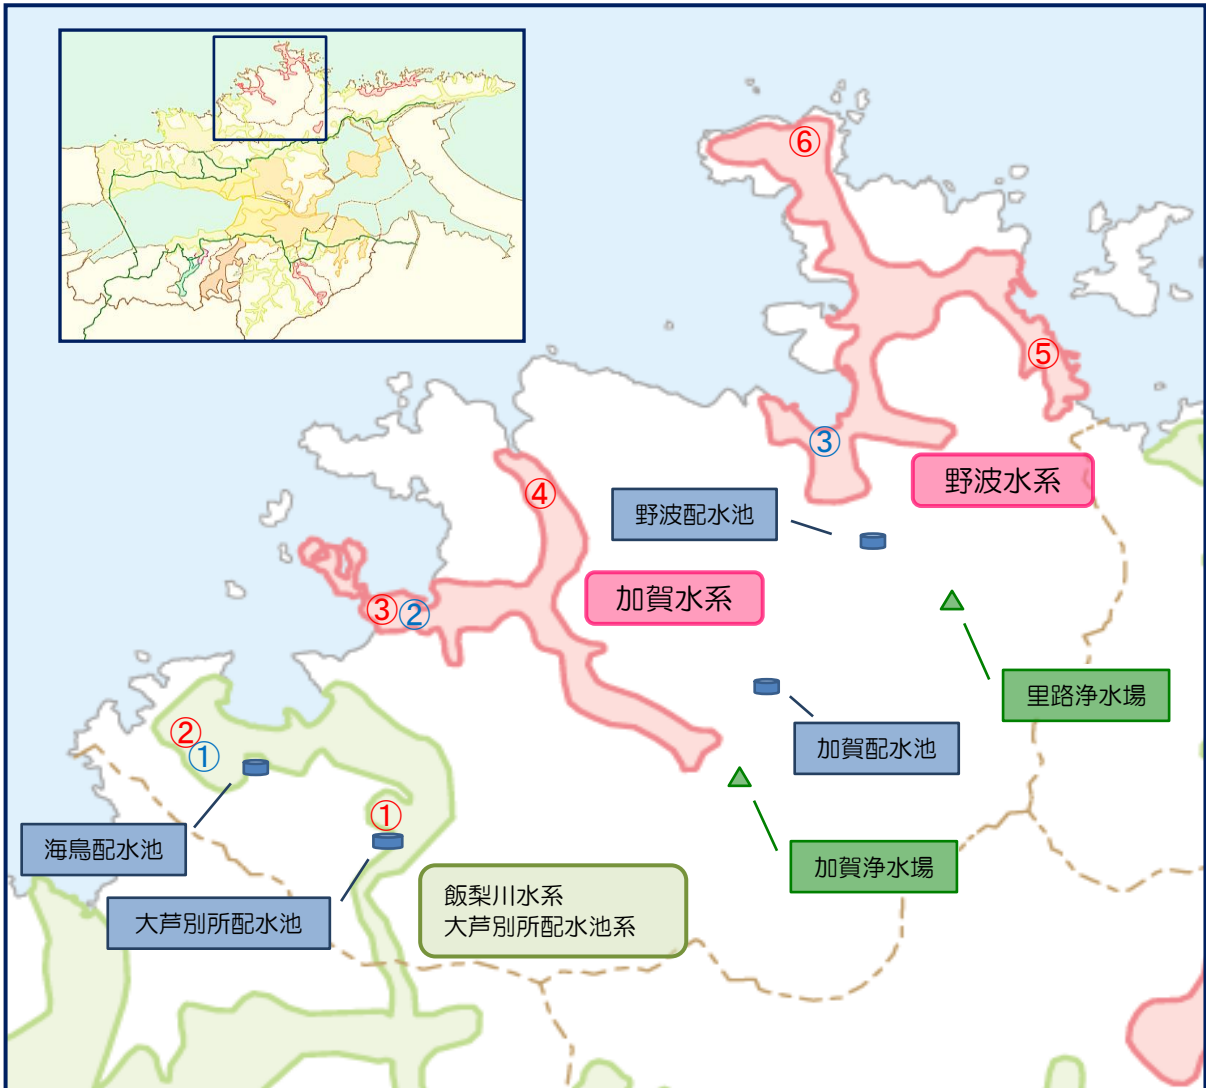 ⑥
⑤
③
野波水系
④
野波配水池
加賀水系
③
②
里路浄水場
②
①
加賀配水池
①
海鳥配水池
加賀浄水場
飯梨川水系
大芦別所配水池系
大芦別所配水池